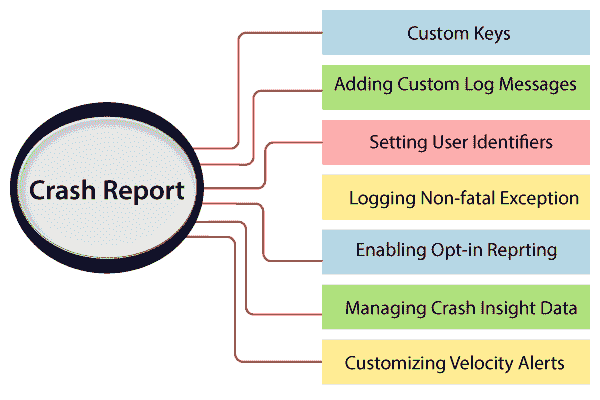 Crash Report
Custom Keys
Adding Custom Log Messages
Setting User Identifiers
Logging Non-fatal Exception
Enabling Opt-in Reprting
Managing Crash Insight Data
Customizing Velocity Alerts